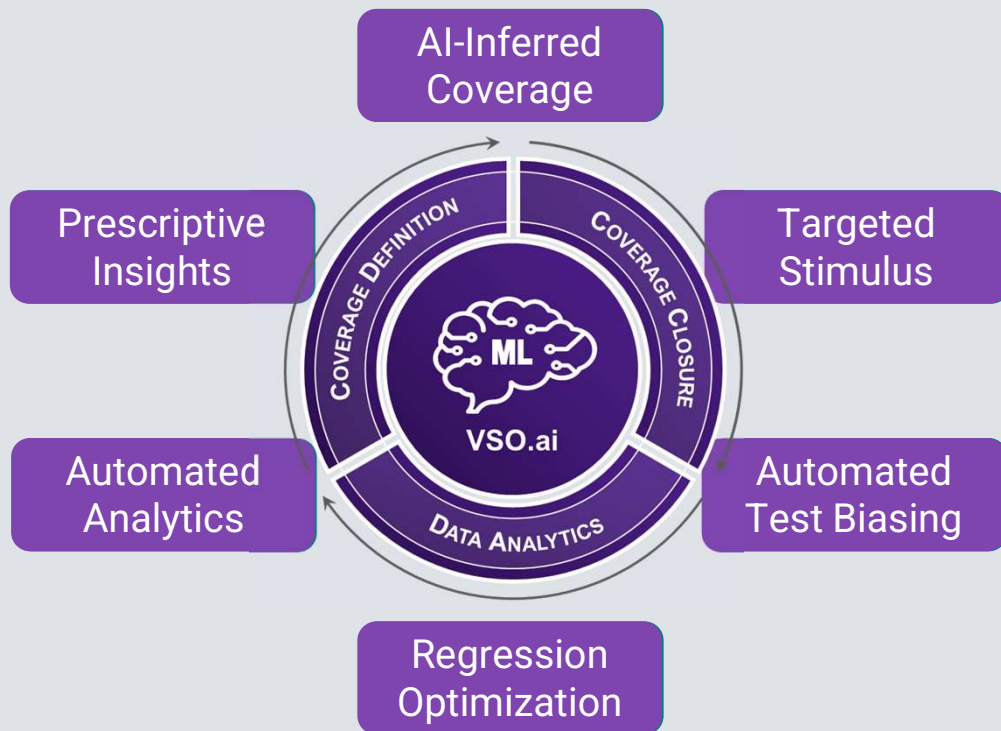 AI-Inferred
Coverage
Prescriptive
Insights
Targeted
Stimulus
COVERAGE DEFINITION
COVERAGE CLOSURE
ML
VSO.ai
Automated
Analytics
Automated
Test Biasing
DATA ANALYTICS
Regression
Optimization